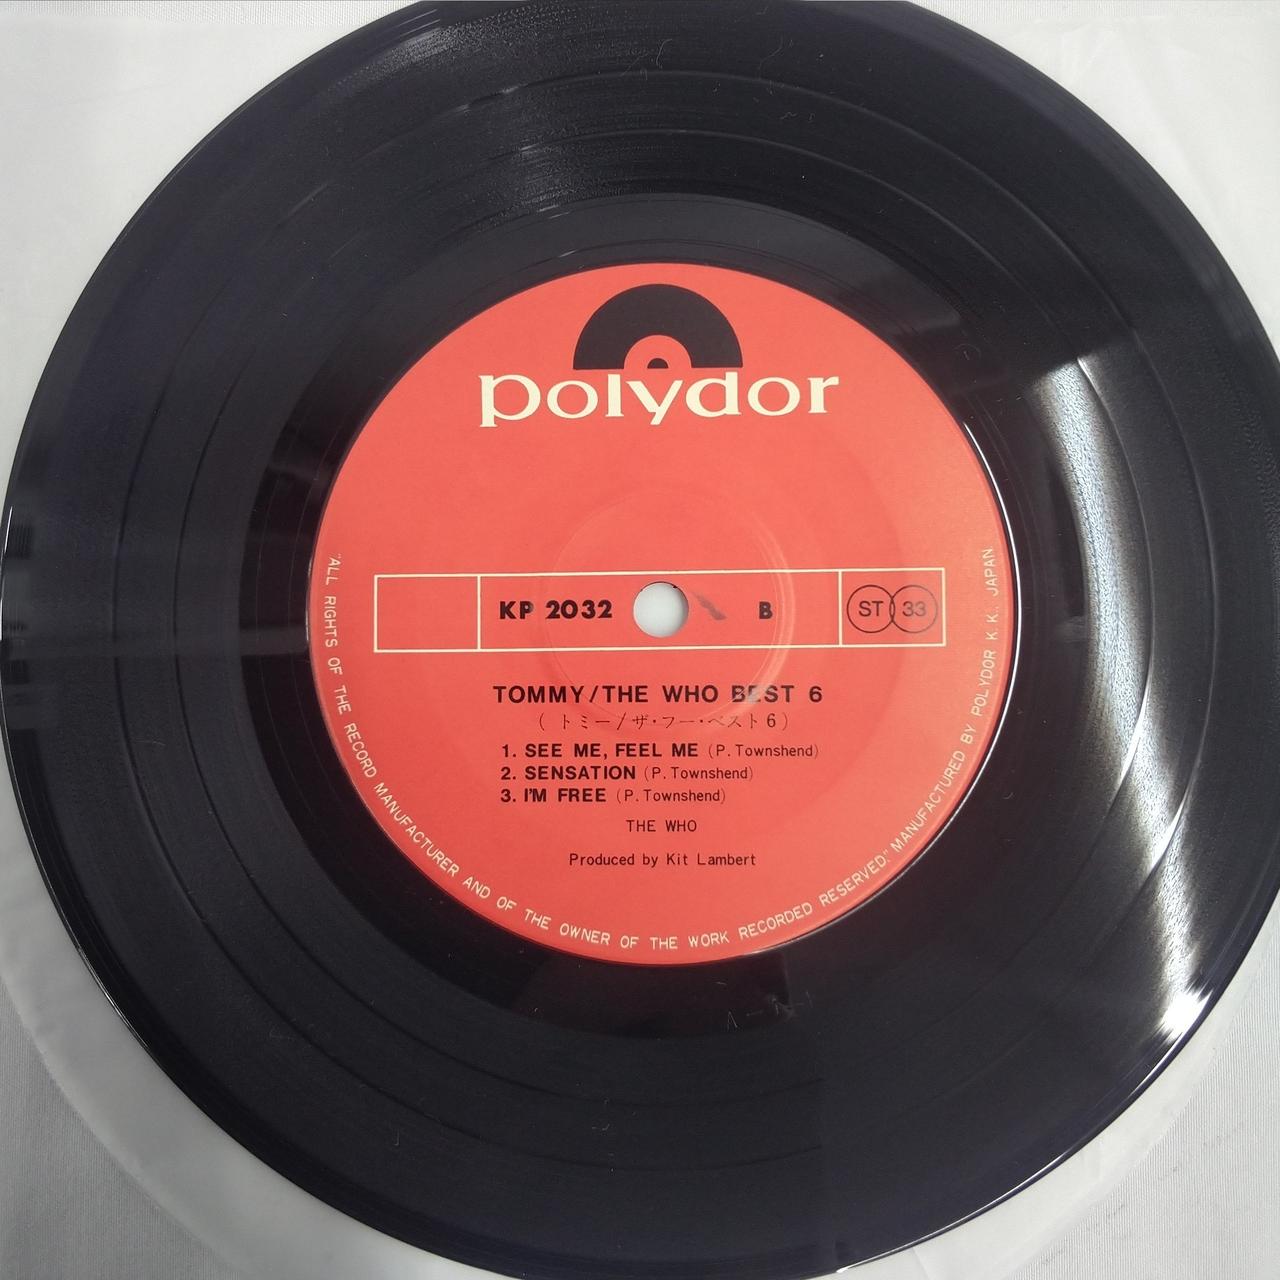 polydor
KP 2032 B ST 33
TOMMY/THE WHO BEST 6
(トミー/ザ・フー・ベスト6)
1. SEE ME, FEEL ME (P. Townshend)
2. SENSATION (P. Townshend)
3. I'M FREE (P. Townshend)
THE WHO
Produced by Kit Lambert
"ALL RIGHTS OF THE RECORD MANUFACTURER AND OF THE OWNER OF THE WORK RECORDED RESERVED." MANUFACTURED BY POLYDOR K.K., JAPAN